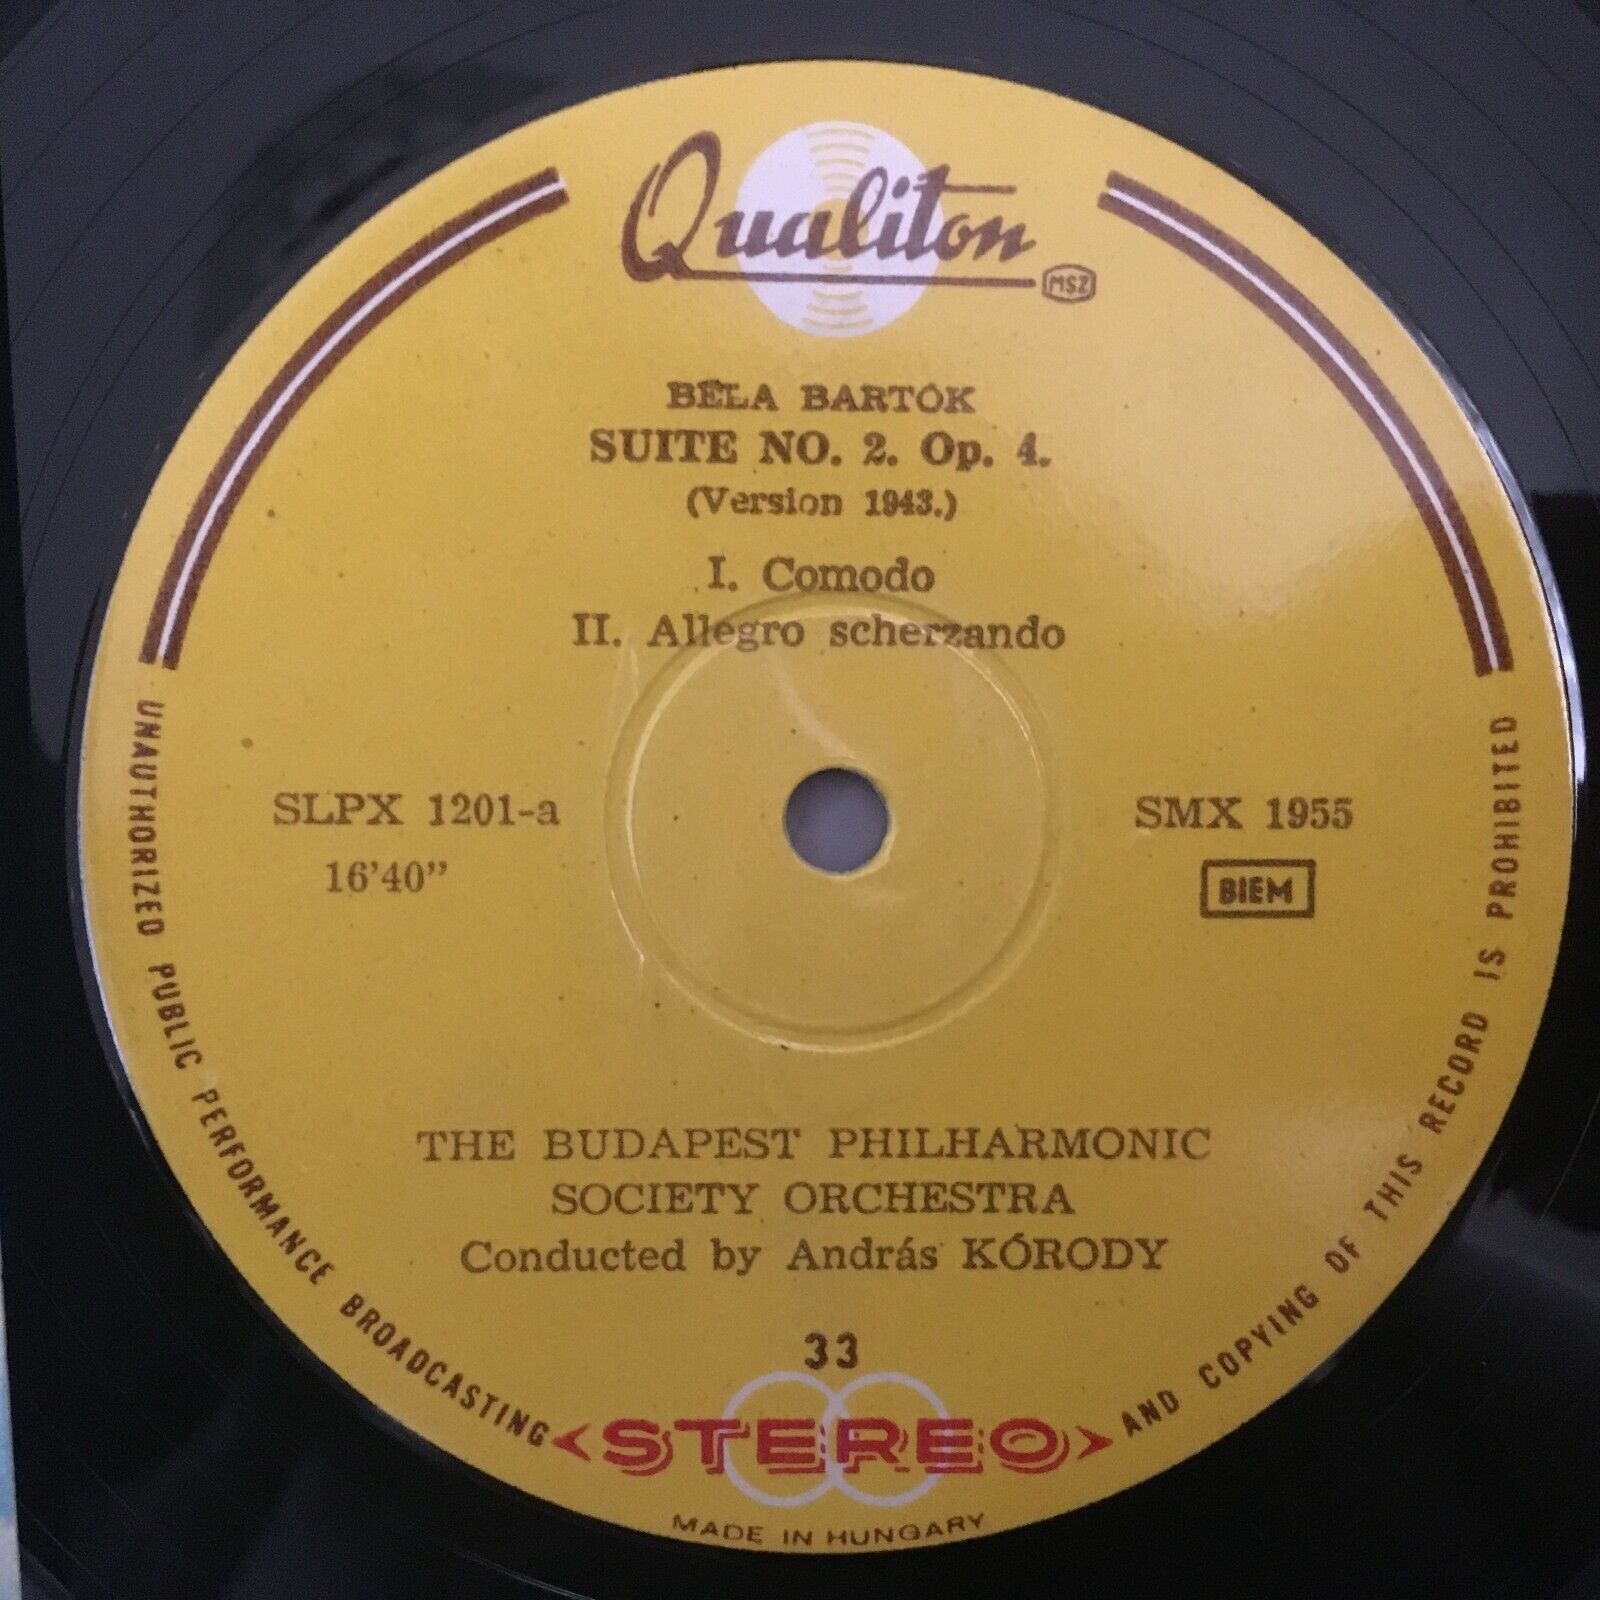 Qualiton
MSZ
BÉLA BARTÓK
SUITE NO. 2. Op. 4.
(Version 1943.)
I. Comodo
II. Allegro scherzando
SLPX 1201-a
16'40”
SMX 1955
BIEM
THE BUDAPEST PHILHARMONIC
SOCIETY ORCHESTRA
Conducted by András KÓRODY
33
STEREO
UNAUTHORIZED PUBLIC PERFORMANCE BROADCASTING AND COPYING OF THIS RECORD IS PROHIBITED
MADE IN HUNGARY